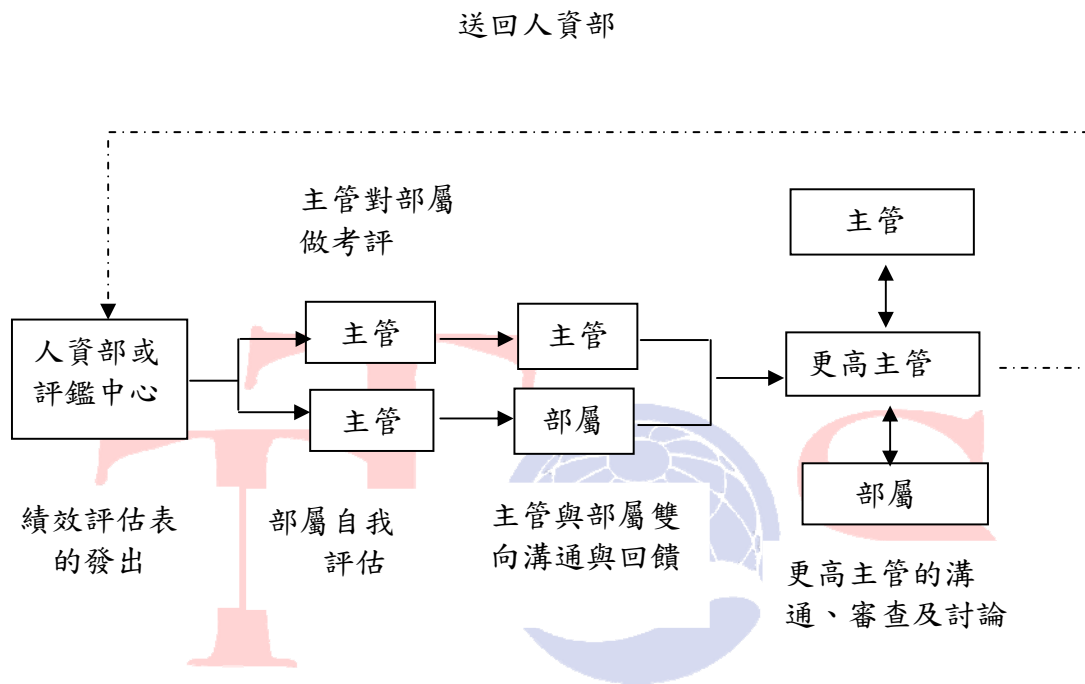 送回人資部
主管對部屬
做考評
主管
人資部或
評鑑中心
主管
主管
更高主管
主管
部屬
部屬
績效評估表
的發出
部屬自我
評估
主管與部屬雙
向溝通與回饋
更高主管的溝
通、審查及討論